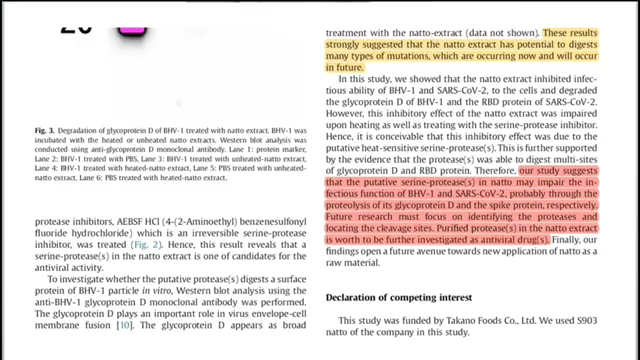 20
Fig. 3. Degradation of glycoprotein D of BHV-1 treated with natto extract. BHV-1 was
incubated with the heated or unheated natto extracts. Western blot analysis was
conducted using anti-glycoprotein D monoclonal antibody. Lane 1: protein marker,
Lane 2: BHV-1 treated with PBS, Lane 3: BHV-1 treated with unheated-natto extract,
Lane 4: BHV-1 treated with heated-natto extract, Lane 5: PBS treated with unheated-
natto extract, Lane 6: PBS treated with heated-natto extract.
protease inhibitors, AEBSF HCl (4-(2-Aminoethyl) benzenesulfonyl
fluoride hydrochloride) which is an irreversible serine-protease
inhibitor, was treated (Fig. 2). Hence, this result reveals that a
serine-protease(s) in the natto extract is one of candidates for the
antiviral activity.
To investigate whether the putative protease(s) digests a surface
protein of BHV-1 particle in vitro, Western blot analysis using the
anti-BHV-1 glycoprotein D monoclonal antibody was performed.
The glycoprotein D plays an important role in virus envelope-cell
membrane fusion [10]. The glycoprotein D appears as broad
treatment with the natto-extract (data not shown). These results
strongly suggested that the natto extract has potential to digests
many types of mutations, which are occurring now and will occur
in future.
In this study, we showed that the natto extract inhibited infec-
tious ability of BHV-1 and SARS-CoV-2, to the cells and degraded
the glycoprotein D of BHV-1 and the RBD protein of SARS-CoV-2.
However, this inhibitory effect of the natto extract was impaired
upon heating as well as treating with the serine-protease inhibitor.
Hence, it is conceivable that this inhibitory effect was due to the
putative heat-sensitive serine-protease(s). This is further supported
by the evidence that the protease(s) was able to digest multi-sites
of glycoprotein D and RBD protein. Therefore, our study suggests
that the putative serine-protease(s) in natto may impair the in-
fectious function of BHV-1 and SARS-CoV-2, probably through the
proteolysis of its glycoprotein D and the spike protein, respectively.
Future research must focus on identifying the proteases and
locating the cleavage sites. Purified protease(s) in the natto extract
is worth to be further investigated as antiviral drug(s). Finally, our
findings open a future avenue towards new application of natto as a
raw material.
Declaration of competing interest
This study was funded by Takano Foods Co., Ltd. We used S903
natto of the company in this study.